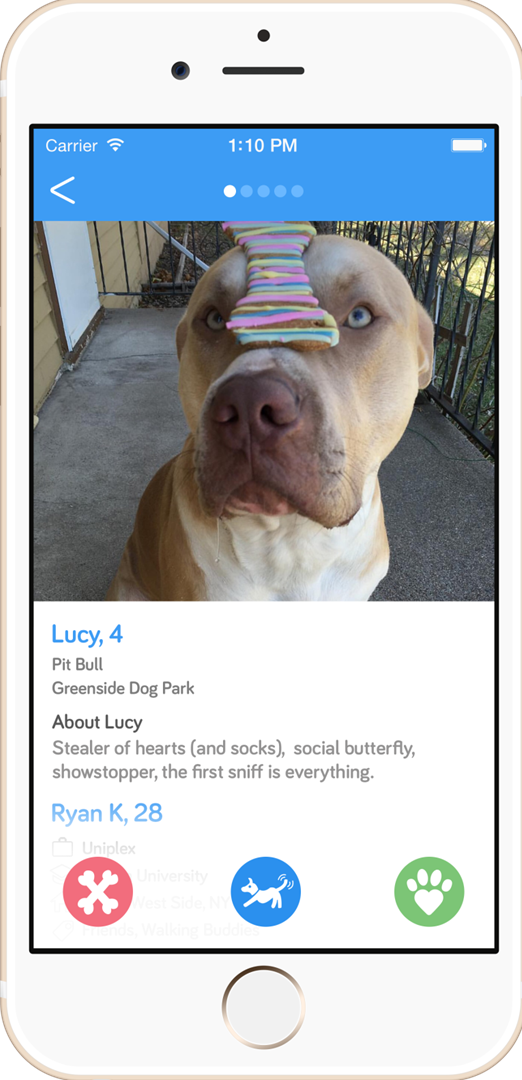 Carrier 1:10 PM
Lucy, 4
Pit Bull
Greenside Dog Park
About Lucy
Stealer of hearts (and socks), social butterfly,
showstopper, the first sniff is everything.
Ryan K, 28
Uniplex
University
West Side, NY
Friends, Walking Buddies